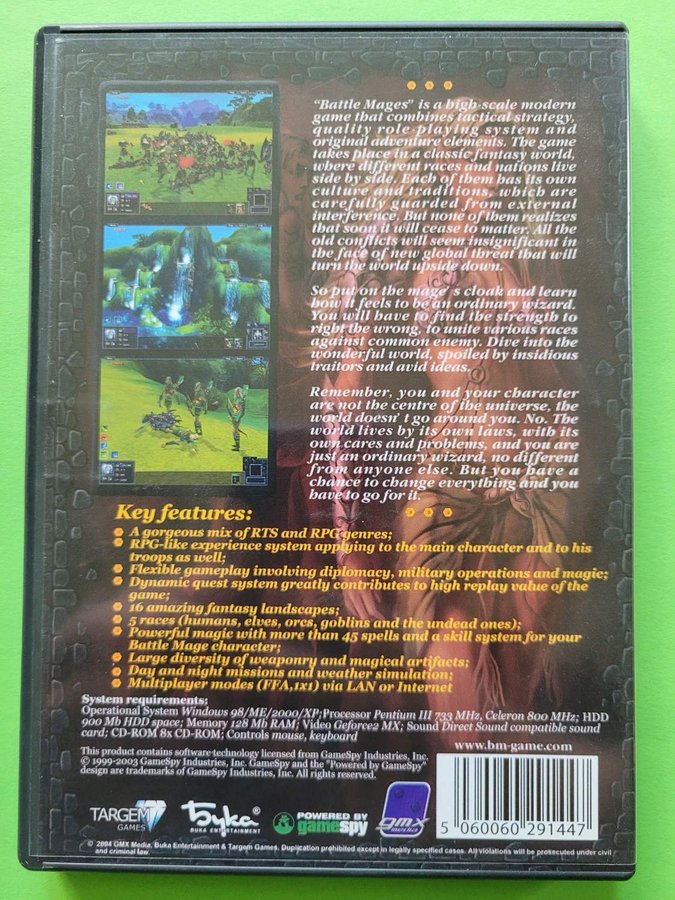 “Battle Mages” is a high-scale modern
game that combines tactical strategy,
quality role-playing system and
original adventure elements. The game
takes place in a classic fantasy world,
where different races and nations live
side by side. Each of them has its own
culture and traditions, which are
carefully guarded from external
interference. But none of them realizes
that soon it will cease to matter. All the
old conflicts will seem insignificant in
the face of new global threat that will
turn the world upside down.
So put on the mage's cloak and learn
how it feels to be an ordinary wizard.
You will have to find the strength to
right the wrong, to unite various races
against common enemy. Dive into the
wonderful world, spoiled by insidious
traitors and avid ideas.
Remember, you and your character
are not the centre of the universe, the
world doesn't go around you. No. The
world lives by its own laws, with its
own cares and problems, and you are
just an ordinary wizard, no different
from anyone else. But you have a
chance to change everything and you
have to go for it.
Key features:
A gorgeous mix of RTS and RPG genres;
RPG-like experience system applying to the main character and to his
troops as well;
Flexible gameplay involving diplomacy, military operations and magic;
Dynamic quest system greatly contributes to high replay value of the
game;
16 amazing fantasy landscapes;
5 races (humans, elves, orcs, goblins and the undead ones);
Powerful magic with more than 45 spells and a skill system for your
Battle Mage character;
Large diversity of weaponry and magical artifacts;
Day and night missions and weather simulation;
Multiplayer modes (FFA,1x1) via LAN or Internet
System requirements:
Operational System Windows 98/ME/2000/XP;Processor Pentium III 733 MHz, Celeron 800 MHz; HDD
900 Mb HDD space; Memory 128 Mb RAM; Video Geforce2 MX; Sound Direct Sound compatible sound
card; CD-ROM 8x CD-ROM; Controls mouse, keyboard
This product contains software technology licensed from GameSpy Industries, Inc.
© 1999-2003 GameSpy Industries, Inc. GameSpy and the "Powered by GameSpy"
design are trademarks of GameSpy Industries, Inc. All rights reserved.
www.bm-game.com
TARGEM
GAMES
Бука®
BUKA ENTERTAINMENT
POWERED BY
gamespy
gmx
media
5 060060 291447
© 2004 GMX Media, Buka Entertainment & Targem Games. Duplication prohibited except in legally specified cases. All violations will be prosecuted under civil
and criminal law.